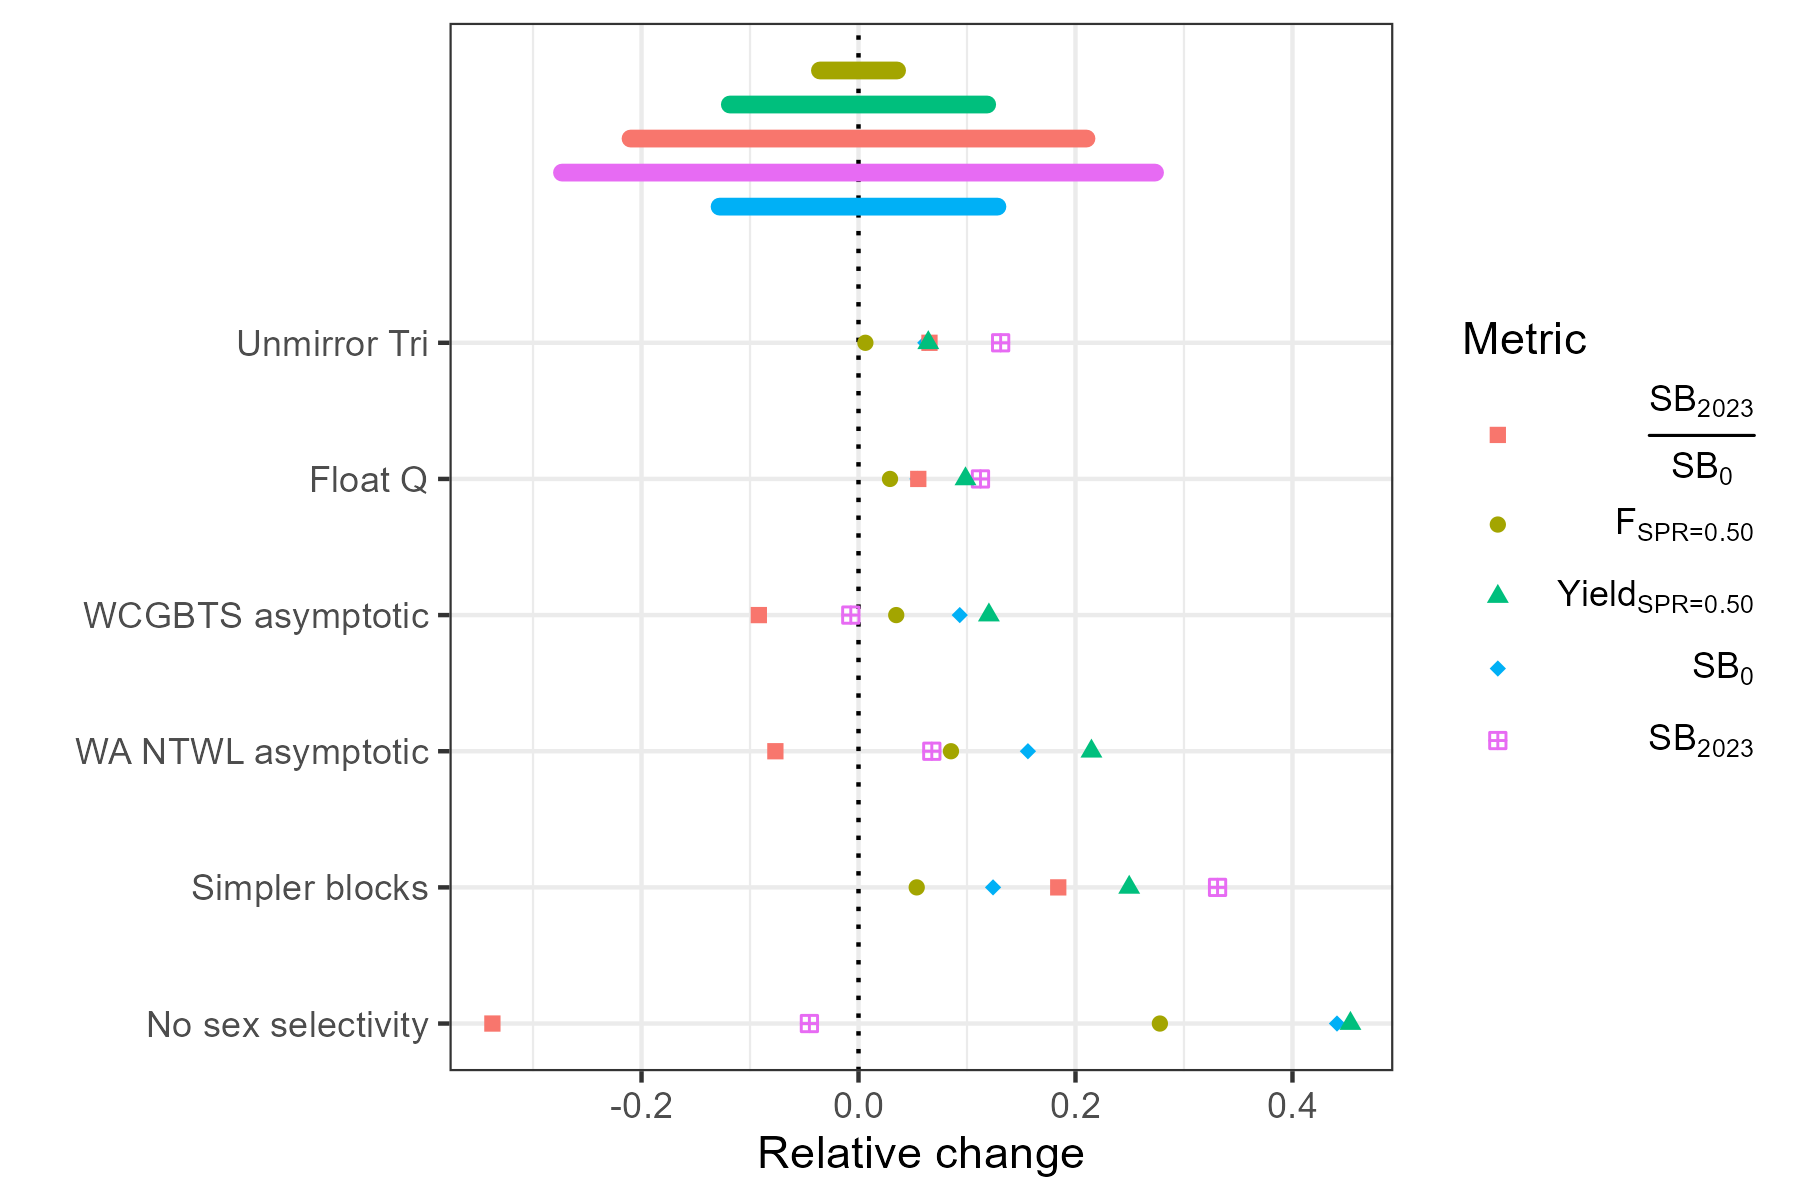 Unmirror Tri
Float Q
WCGBTS asymptotic
WA NTWL asymptotic
Simpler blocks
No sex selectivity
-0.2 0.0 0.2 0.4
Relative change
Metric
SB2023
SB0
FSPR=0.50
YieldSPR=0.50
SB0
SB2023